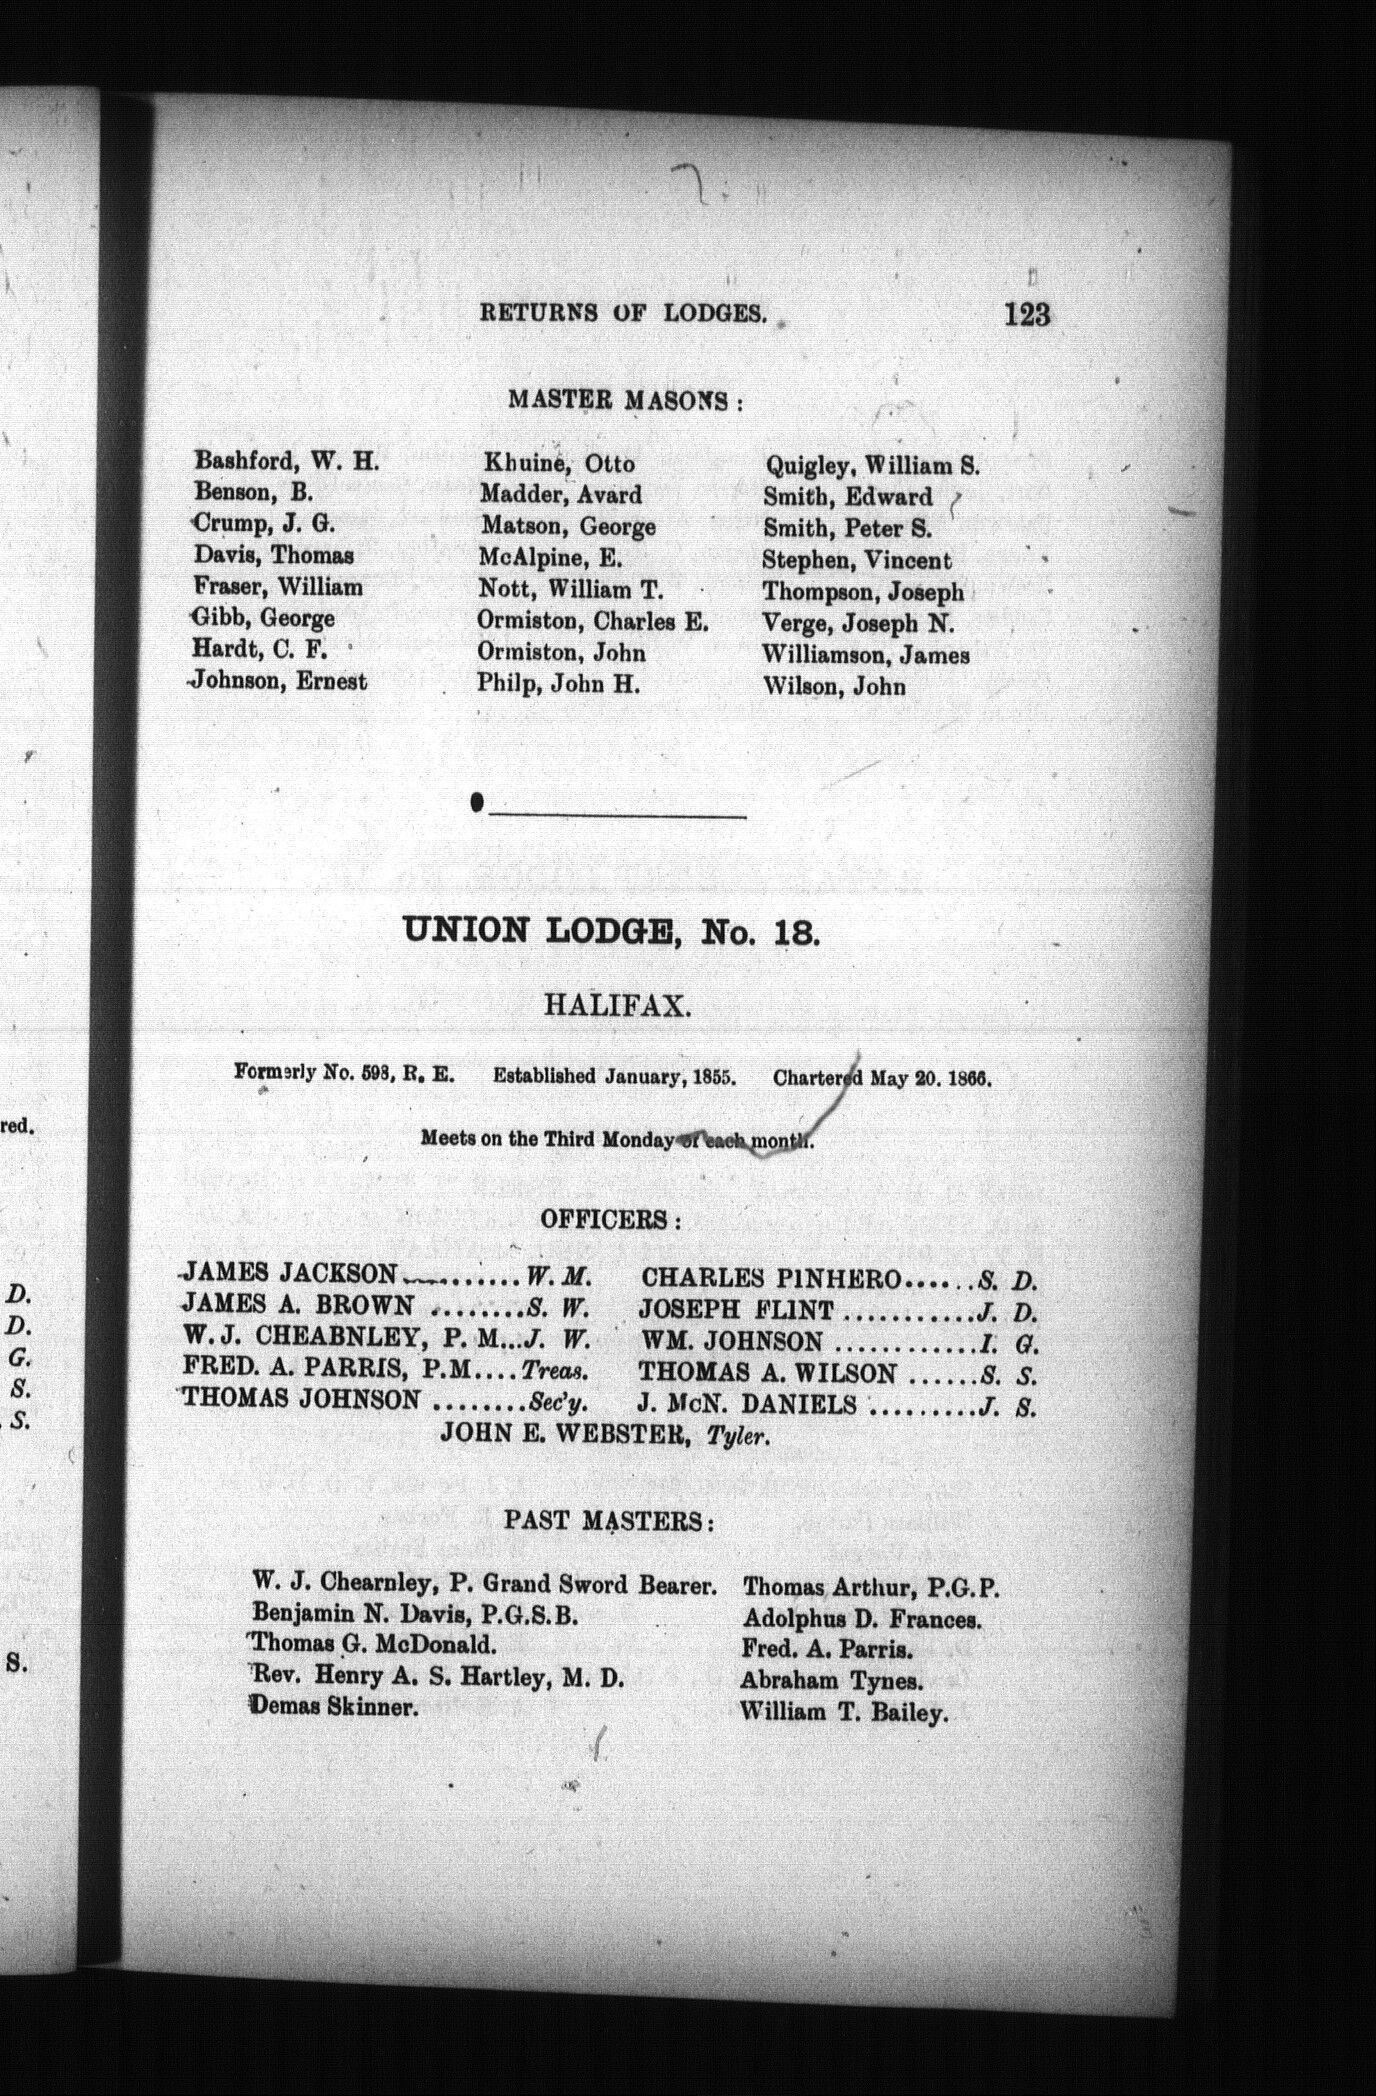 RETURNS OF LODGES. 123
MASTER MASONS:
Bashford, W. H.
Benson, B.
Crump, J. G.
Davis, Thomas
Fraser, William
Gibb, George
Hardt, C. F.
Johnson, Ernest
Khuine, Otto
Madder, Avard
Matson, George
McAlpine, E.
Nott, William T.
Ormiston, Charles E.
Ormiston, John
Philp, John H.
Quigley, William S.
Smith, Edward
Smith, Peter S.
Stephen, Vincent
Thompson, Joseph
Verge, Joseph N.
Williamson, James
Wilson, John
UNION LODGE, No. 18.
HALIFAX.
Formerly No. 593, R. E. Established January, 1855. Chartered May 20. 1866.
Meets on the Third Monday of each month.
OFFICERS:
JAMES JACKSON..........W. M.
JAMES A. BROWN ........S. W.
W. J. CHEABNLEY, P. M...J. W.
FRED. A. PARRIS, P.M....Treas.
THOMAS JOHNSON ........Sec'y.
CHARLES PINHERO......S. D.
JOSEPH FLINT ............J. D.
WM. JOHNSON .............I. G.
THOMAS A. WILSON ......S. S.
J. McN. DANIELS ..........J. S.
JOHN E. WEBSTER, Tyler.
PAST MASTERS:
W. J. Chearnley, P. Grand Sword Bearer.
Benjamin N. Davis, P.G.S.B.
Thomas G. McDonald.
Rev. Henry A. S. Hartley, M. D.
Demas Skinner.
Thomas Arthur, P.G.P.
Adolphus D. Frances.
Fred. A. Parris.
Abraham Tynes.
William T. Bailey.
red.
D.
D.
G.
S.
S.
S.